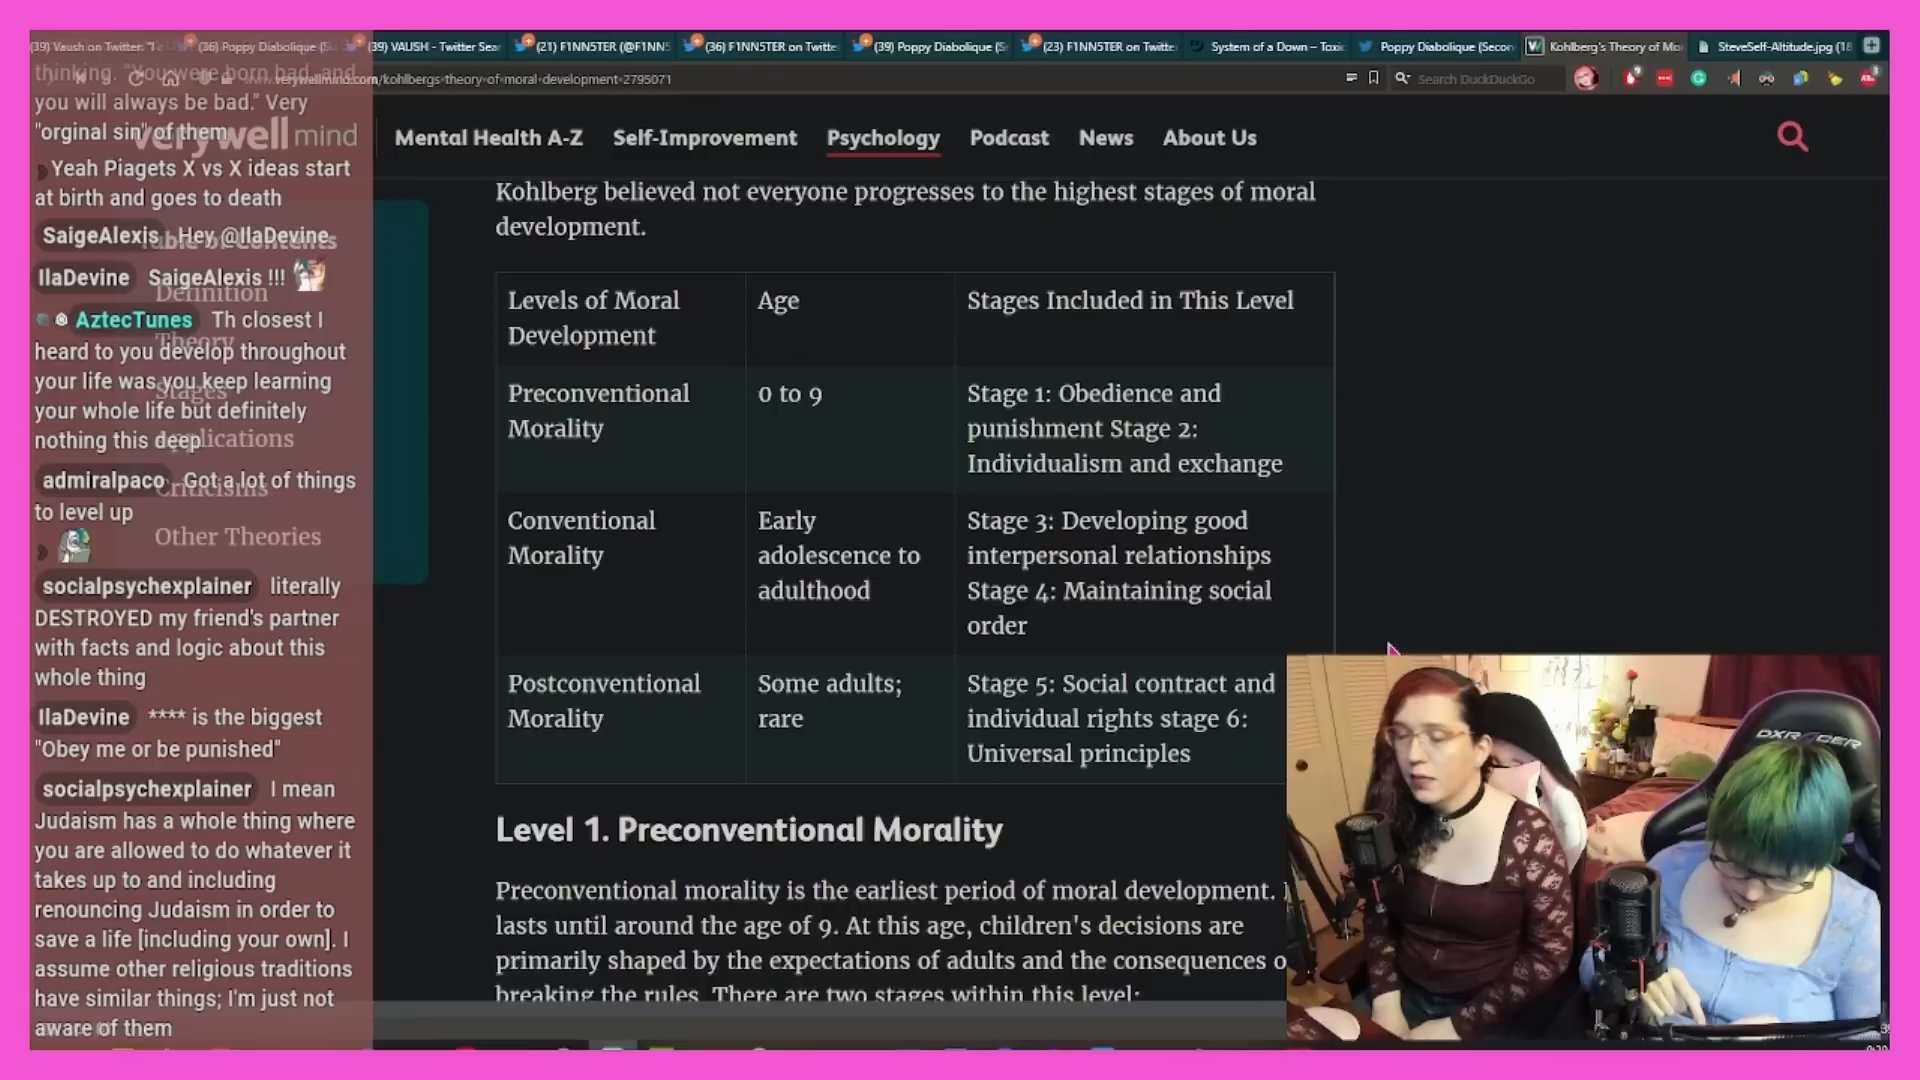 (39) Vaush on Twitter: "I
(36) Poppy Diabolique (S
(39) VAUSH - Twitter Sear
(21) F1NN5TER (@F1NN5
(36) F1NN5TER on Twitte
(39) Poppy Diabolique (S
(23) F1NN5TER on Twitte
System of a Down – Toxic
Poppy Diabolique (Secon
Kohlberg's Theory of Mo
SteveSelf-Altitude.jpg (18
verywellmind.com/kohlbergs-theory-of-moral-development-2795071
Search DuckDuckGo
verywell mind
Mental Health A-Z
Self-Improvement
Psychology
Podcast
News
About Us
thinking. "You were born bad, and
you will always be bad." Very
"orginal sin" of them
Yeah Piagets X vs X ideas start
at birth and goes to death
SaigeAlexis Hey @IlaDevine
IlaDevine SaigeAlexis !!!
AztecTunes Th closest I
heard to you develop throughout
your life was you keep learning
your whole life but definitely
nothing this deep
admiralpaco Got a lot of things
to level up
socialpsychexplainer literally
DESTROYED my friend's partner
with facts and logic about this
whole thing
IlaDevine **** is the biggest
"Obey me or be punished"
socialpsychexplainer I mean
Judaism has a whole thing where
you are allowed to do whatever it
takes up to and including
renouncing Judaism in order to
save a life [including your own]. I
assume other religious traditions
have similar things; I'm just not
aware of them
Table of Contents
Definition
Theory
Stages
Applications
Criticisms
Other Theories
Kohlberg believed not everyone progresses to the highest stages of moral
development.
Levels of Moral
Development
Age
Stages Included in This Level
Preconventional
Morality
0 to 9
Stage 1: Obedience and
punishment Stage 2:
Individualism and exchange
Conventional
Morality
Early
adolescence to
adulthood
Stage 3: Developing good
interpersonal relationships
Stage 4: Maintaining social
order
Postconventional
Morality
Some adults;
rare
Stage 5: Social contract and
individual rights stage 6:
Universal principles
Level 1. Preconventional Morality
Preconventional morality is the earliest period of moral development.
lasts until around the age of 9. At this age, children's decisions are
primarily shaped by the expectations of adults and the consequences o
breaking the rules. There are two stages within this level:
DXRACER